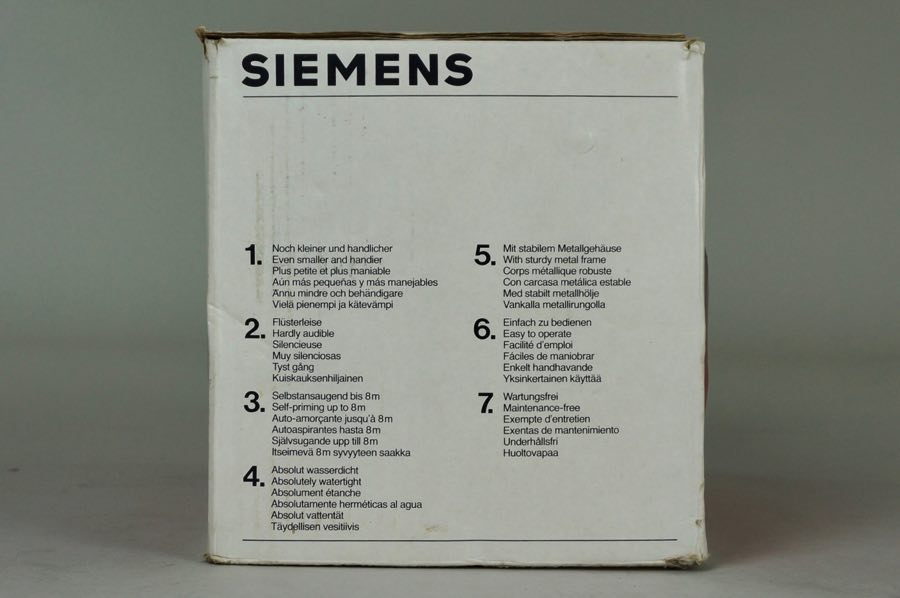 SIEMENS
1. Noch kleiner und handlicher
Even smaller and handier
Plus petite et plus maniable
Aún más pequeñas y más manejables
Ännu mindre och behändigare
Vielä pienempi ja kätevämpi
2. Flüsterleise
Hardly audible
Silencieuse
Muy silenciosas
Tyst gång
Kuiskauksenhiljainen
3. Selbstansaugend bis 8m
Self-priming up to 8m
Auto-amorçante jusqu'à 8m
Autoaspirantes hasta 8m
Självsugande upp till 8m
Itseimevä 8m syvyyteen saakka
4. Absolut wasserdicht
Absolutely watertight
Absolument étanche
Absolutamente herméticas al agua
Absolut vattentät
Täydellisen vesitiivis
5. Mit stabilem Metallgehäuse
With sturdy metal frame
Corps métallique robuste
Con carcasa metálica estable
Med stabilt metallhölje
Vankalla metallirungolla
6. Einfach zu bedienen
Easy to operate
Facilité d'emploi
Fáciles de maniobrar
Enkelt handhavande
Yksinkertainen käyttää
7. Wartungsfrei
Maintenance-free
Exempte d'entretien
Exentas de mantenimiento
Underhållsfri
Huoltovapaa